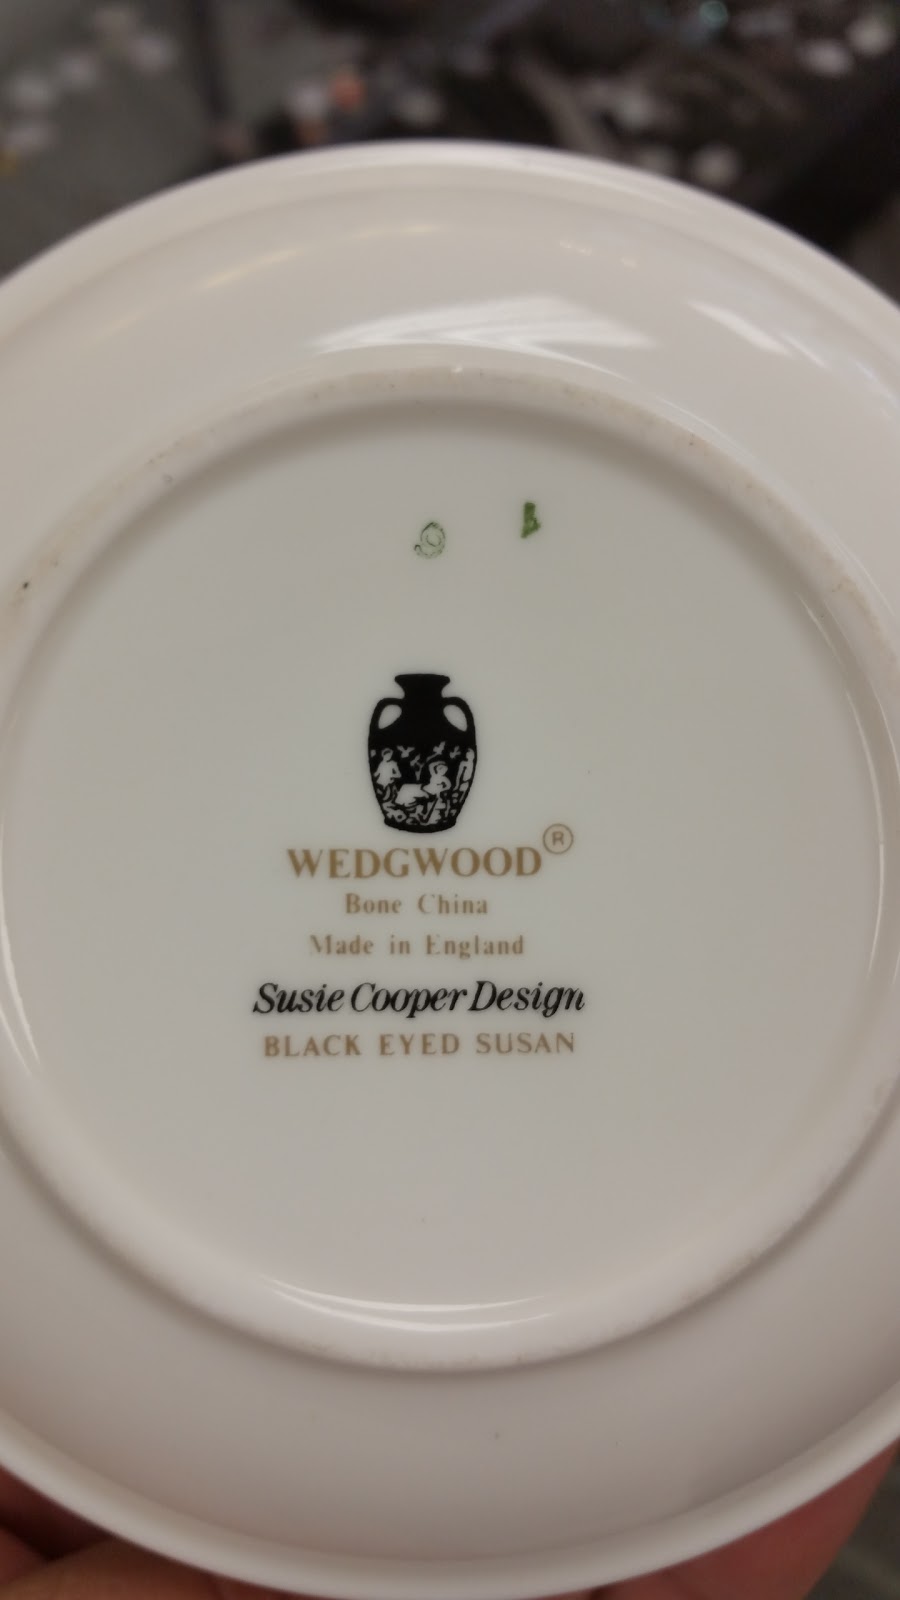 WEDGWOOD®
Bone China
Made in England
Susie Cooper Design
BLACK EYED SUSAN